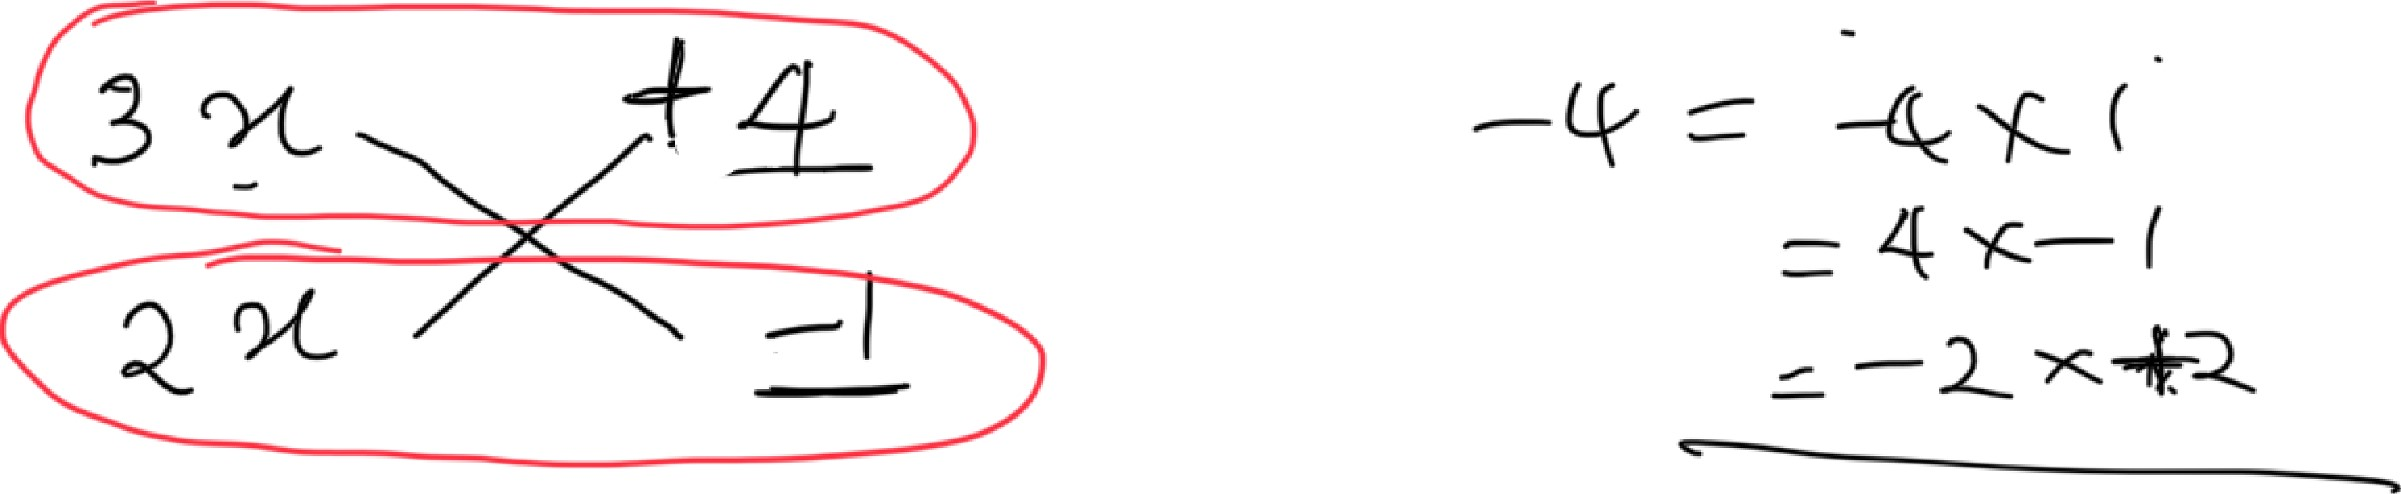 3x +4
2x -1
-4 = -4 × 1
= 4 × -1
= -2 × +2